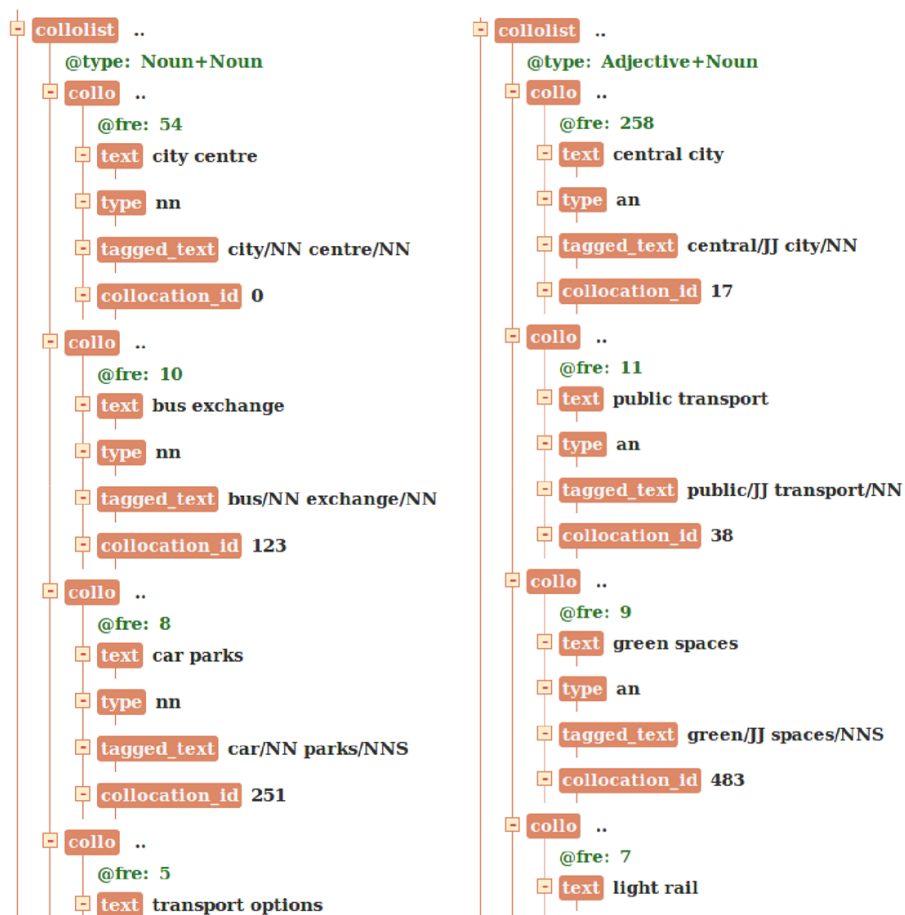 collolist ..
@type: Noun+Noun
collo ..
@fre: 54
text city centre
type nn
tagged_text city/NN centre/NN
collocation_id 0
collo ..
@fre: 10
text bus exchange
type nn
tagged_text bus/NN exchange/NN
collocation_id 123
collo ..
@fre: 8
text car parks
type nn
tagged_text car/NN parks/NNS
collocation_id 251
collo ..
@fre: 5
text transport options
collolist ..
@type: Adjective+Noun
collo ..
@fre: 258
text central city
type an
tagged_text central/JJ city/NN
collocation_id 17
collo ..
@fre: 11
text public transport
type an
tagged_text public/JJ transport/NN
collocation_id 38
collo ..
@fre: 9
text green spaces
type an
tagged_text green/JJ spaces/NNS
collocation_id 483
collo ..
@fre: 7
text light rail